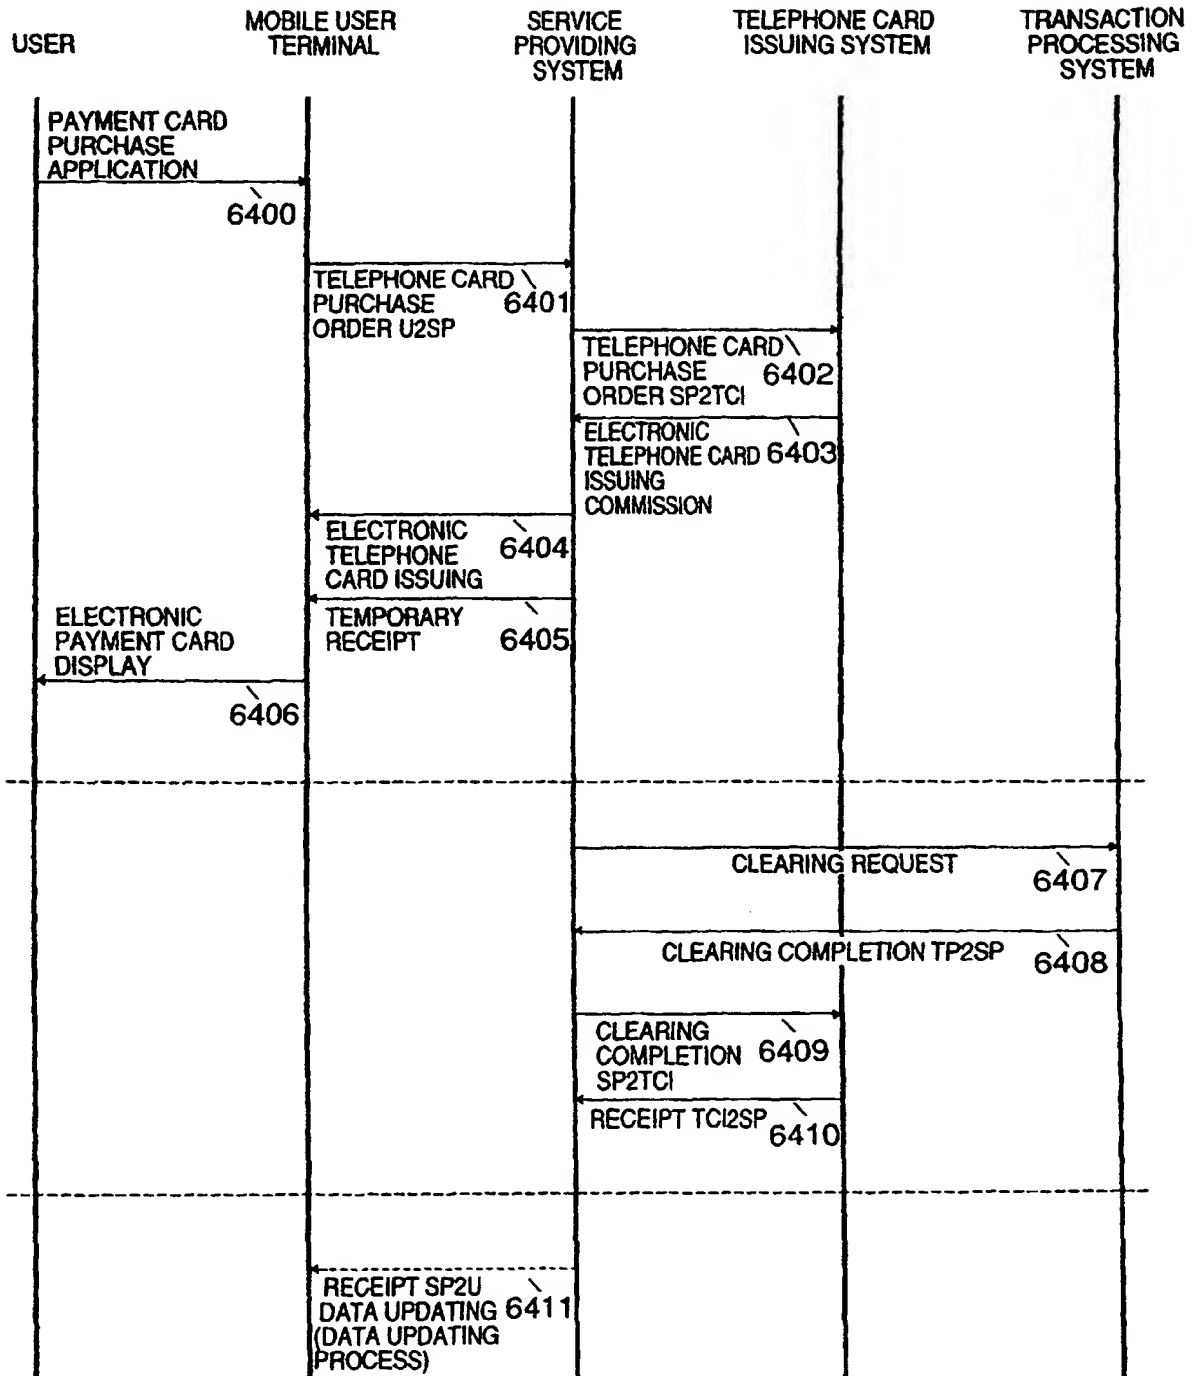 USER
MOBILE USER
TERMINAL
SERVICE
PROVIDING
SYSTEM
TELEPHONE CARD
ISSUING SYSTEM
TRANSACTION
PROCESSING
SYSTEM
PAYMENT CARD
PURCHASE
APPLICATION
6400
TELEPHONE CARD
PURCHASE
ORDER U2SP
6401
TELEPHONE CARD
PURCHASE
ORDER SP2TCI
6402
ELECTRONIC
TELEPHONE CARD
ISSUING
COMMISSION
6403
ELECTRONIC
TELEPHONE
CARD ISSUING
6404
TEMPORARY
RECEIPT
6405
ELECTRONIC
PAYMENT CARD
DISPLAY
6406
CLEARING REQUEST
6407
CLEARING COMPLETION TP2SP
6408
CLEARING
COMPLETION
SP2TCI
6409
RECEIPT TCI2SP
6410
RECEIPT SP2U
DATA UPDATING
(DATA UPDATING
PROCESS)
6411